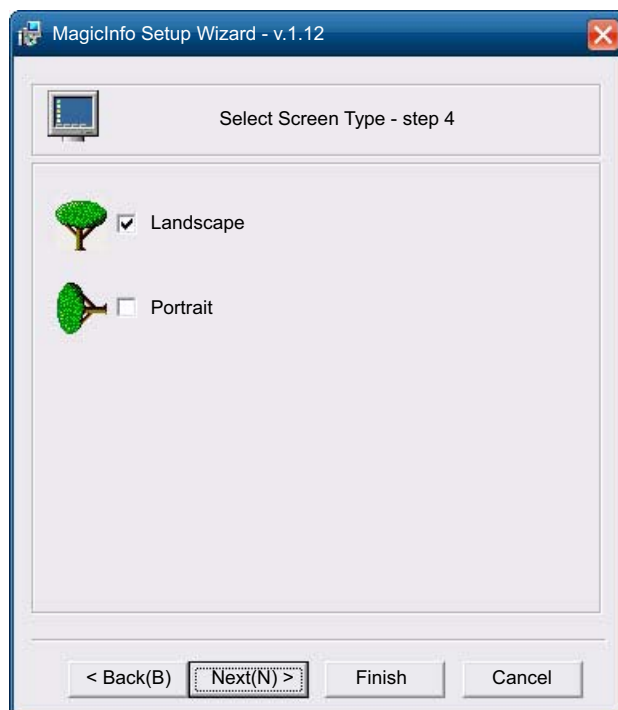 MagicInfo Setup Wizard - v.1.12
Select Screen Type - step 4
Landscape
Portrait
< Back(B)
Next(N) >
Finish
Cancel